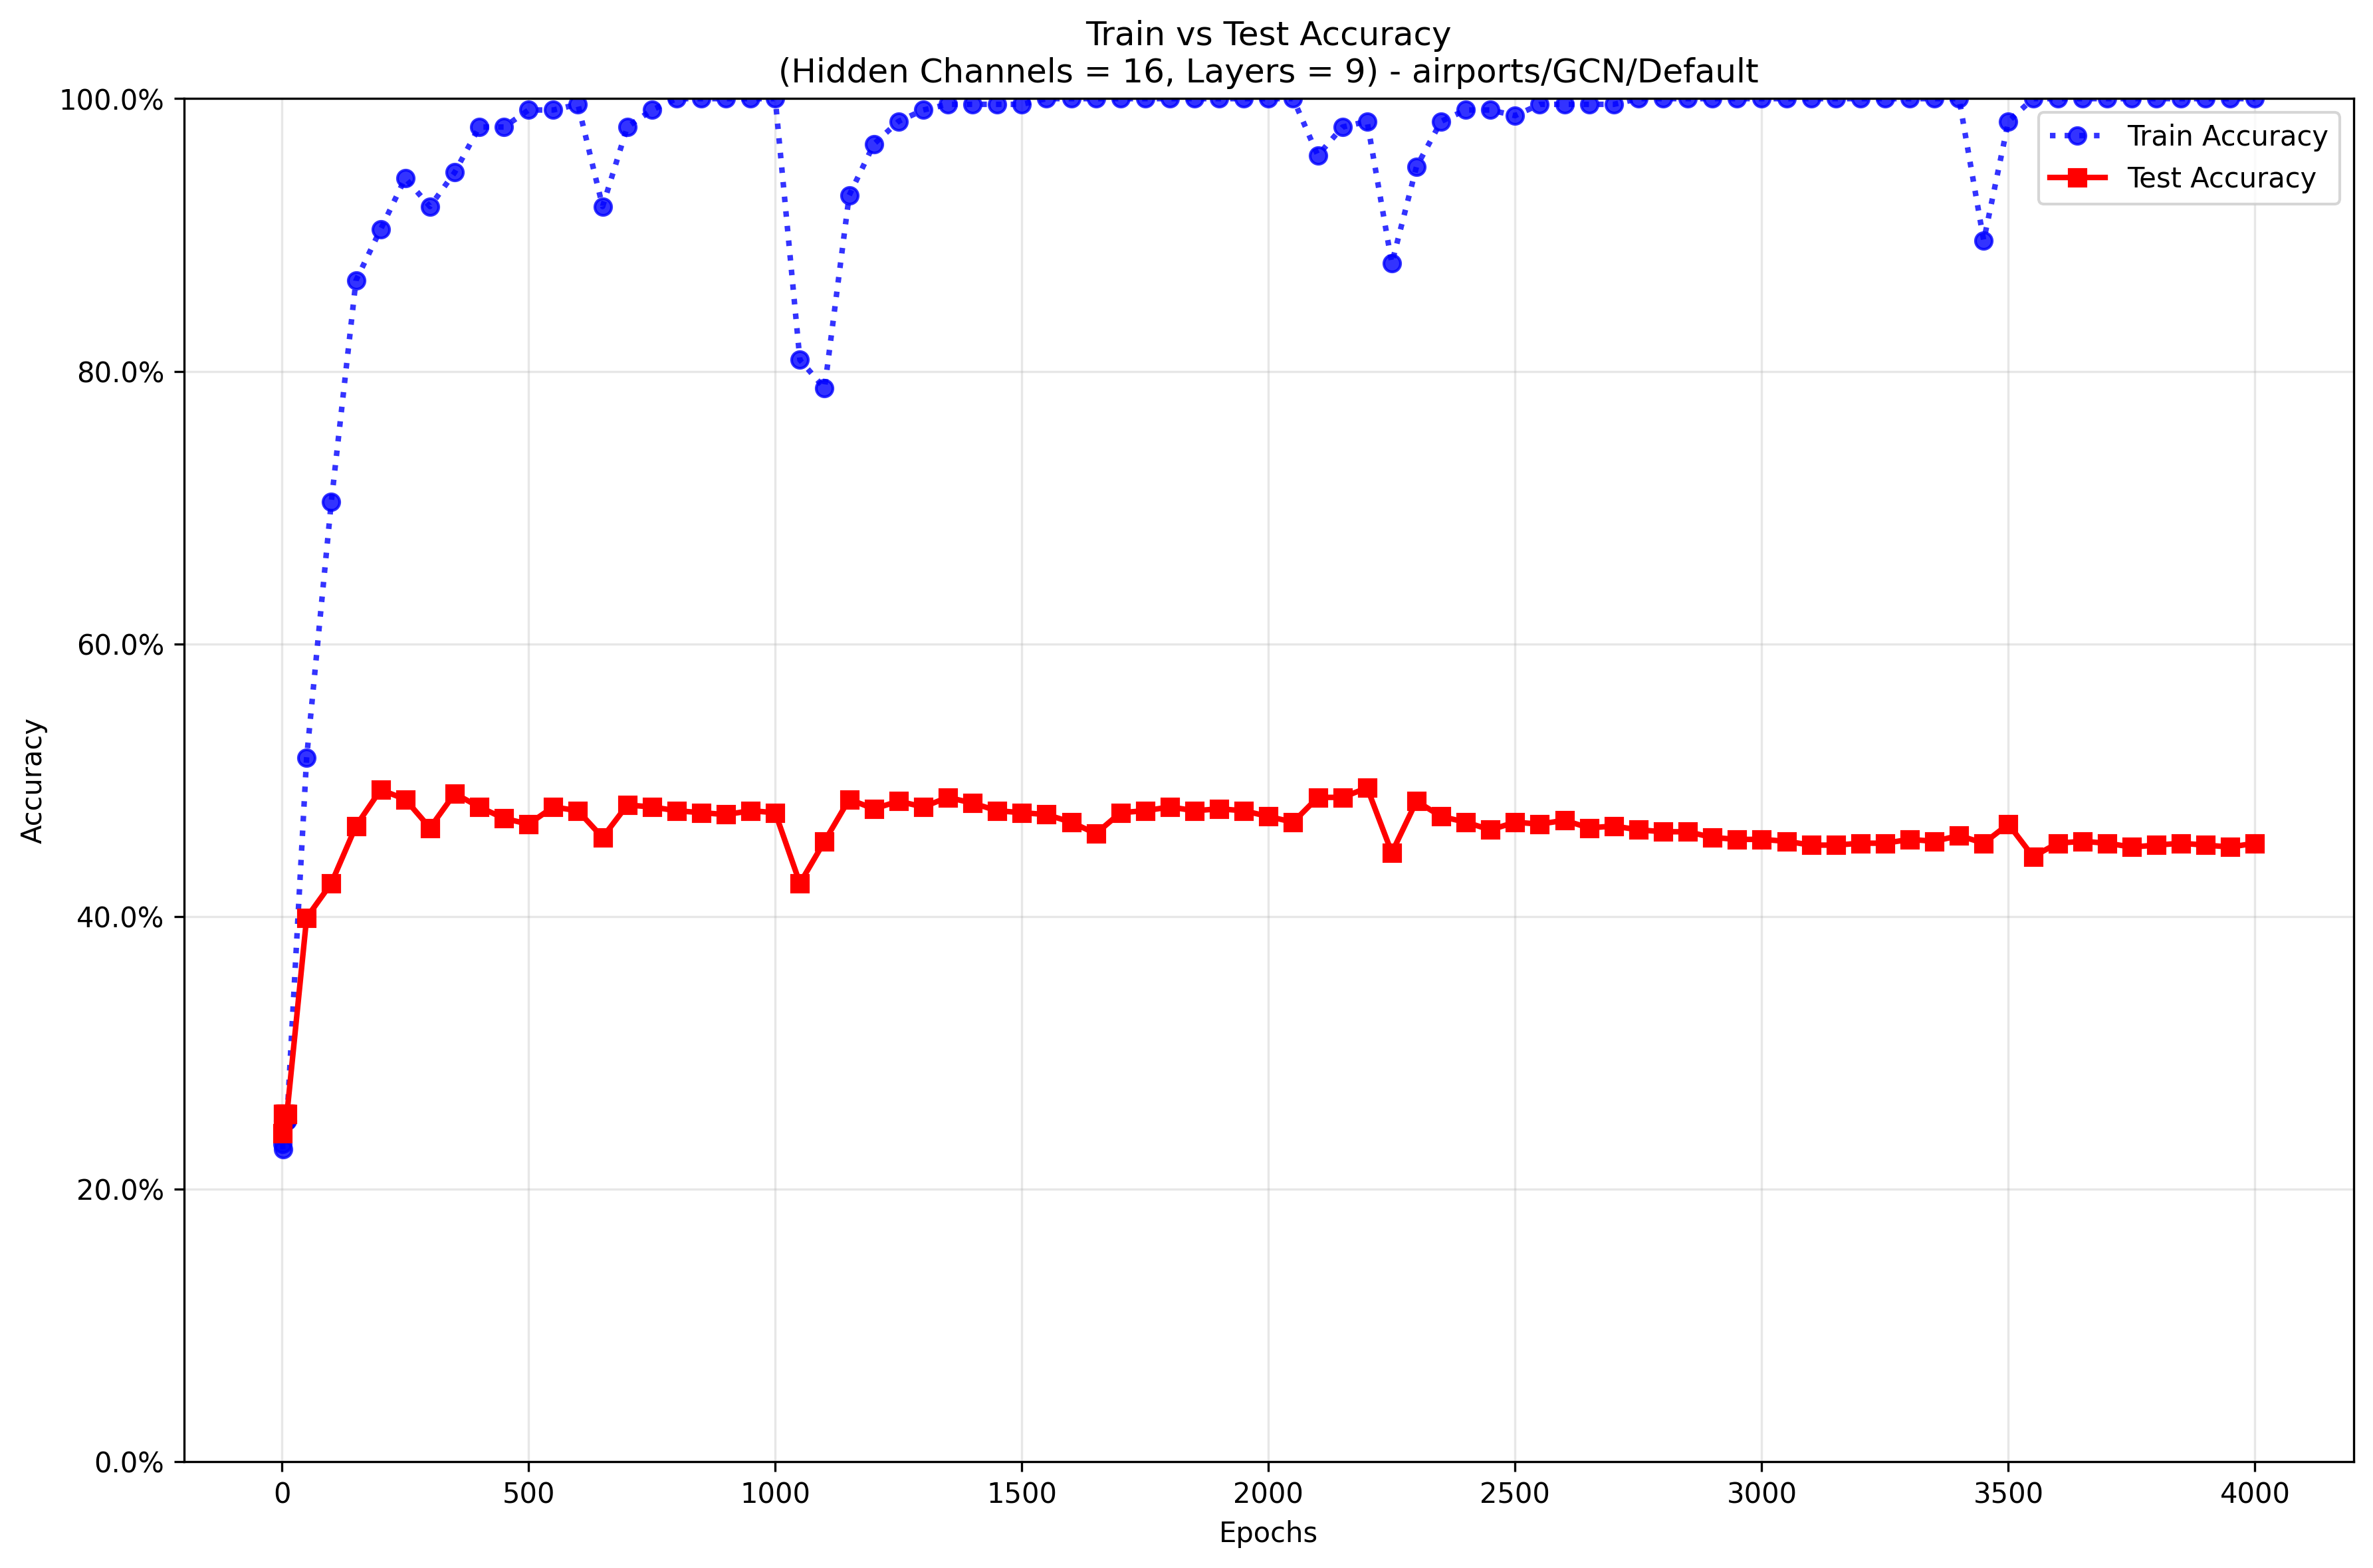 Train vs Test Accuracy
(Hidden Channels = 16, Layers = 9) - airports/GCN/Default
100.0%
80.0%
60.0%
40.0%
20.0%
0.0%
Accuracy
Train Accuracy
Test Accuracy
0 500 1000 1500 2000 2500 3000 3500 4000
Epochs